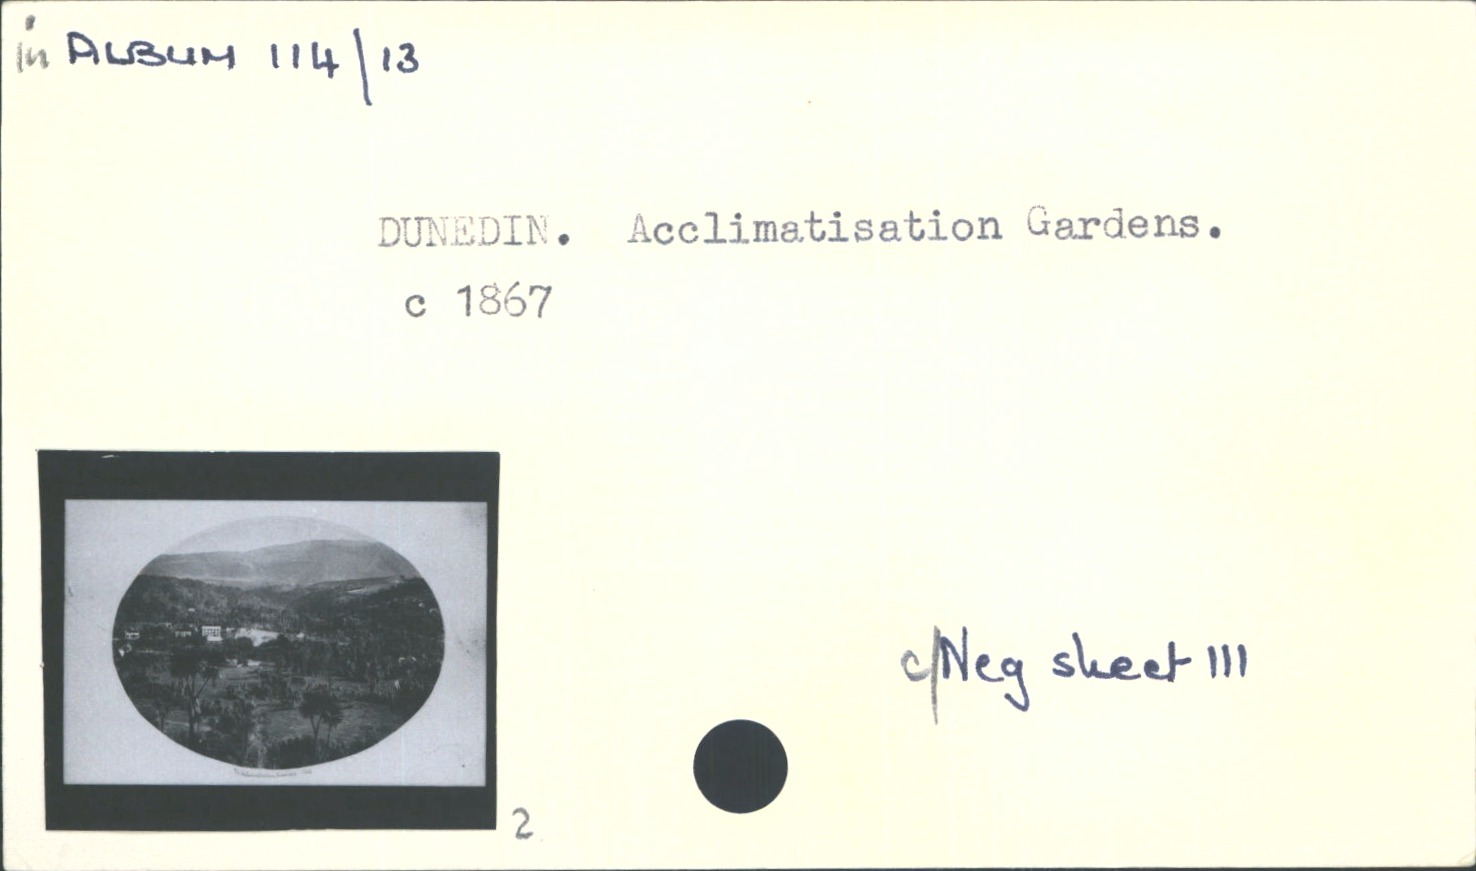 in ALBUM 114/13
DUNEDIN. Acclimatisation Gardens.
c 1867
c/Neg sheet 111
2